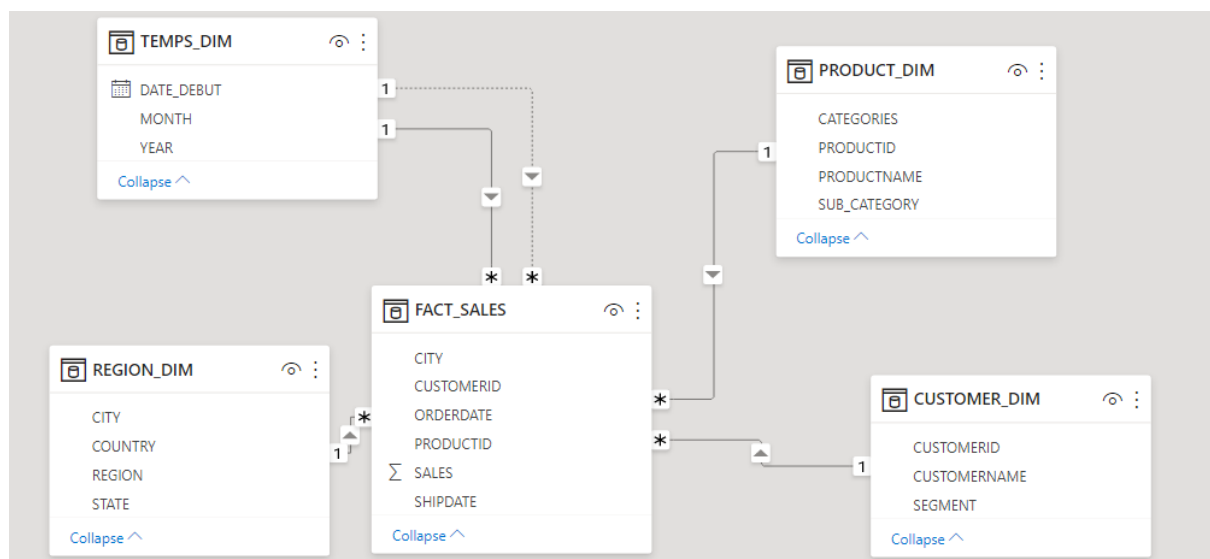 TEMPS_DIM
DATE_DEBUT
MONTH
YEAR
Collapse
1
1
*
*
PRODUCT_DIM
CATEGORIES
PRODUCTID
PRODUCTNAME
SUB_CATEGORY
Collapse
1
FACT_SALES
CITY
CUSTOMERID
ORDERDATE
PRODUCTID
Σ SALES
SHIPDATE
Collapse
*
*
REGION_DIM
CITY
COUNTRY
REGION
STATE
Collapse
*
1
CUSTOMER_DIM
CUSTOMERID
CUSTOMERNAME
SEGMENT
Collapse
1